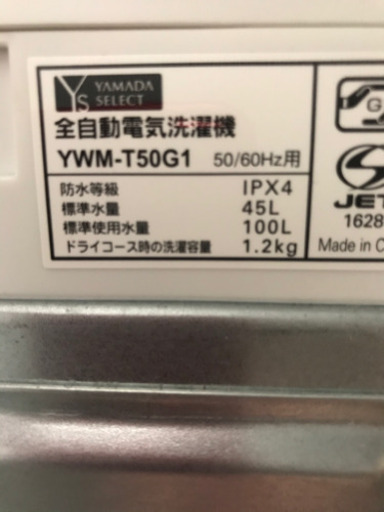 YS YAMADA
SELECT
全自動電気洗濯機
YWM-T50G1 50/60Hz用
防水等級 IPX4
標準水量 45L
標準使用水量 100L
ドライコース時の洗濯容量 1.2kg
G
JET
1628
Made in C